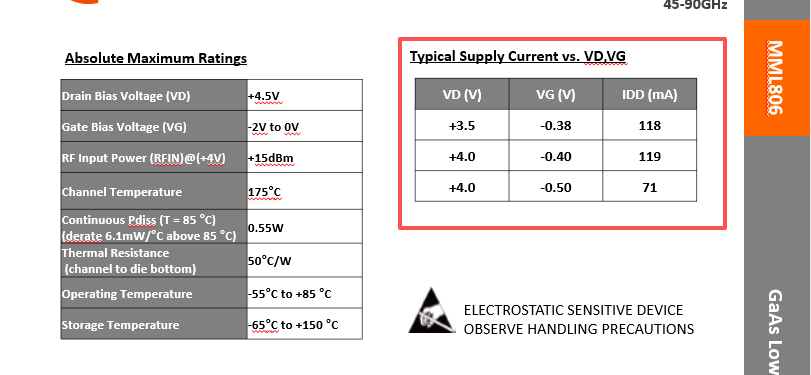 45-90GHz
Absolute Maximum Ratings
Drain Bias Voltage (VD) +4.5V
Gate Bias Voltage (VG) -2V to 0V
RF Input Power (RFIN)@(+4V) +15dBm
Channel Temperature 175°C
Continuous Pdiss (T = 85 °C)
(derate 6.1mW/°C above 85 °C) 0.55W
Thermal Resistance
(channel to die bottom) 50°C/W
Operating Temperature -55°C to +85 °C
Storage Temperature -65°C to +150 °C
Typical Supply Current vs. VD,VG
VD (V) VG (V) IDD (mA)
+3.5 -0.38 118
+4.0 -0.40 119
+4.0 -0.50 71
ELECTROSTATIC SENSITIVE DEVICE
OBSERVE HANDLING PRECAUTIONS
MML806
GaAs Low